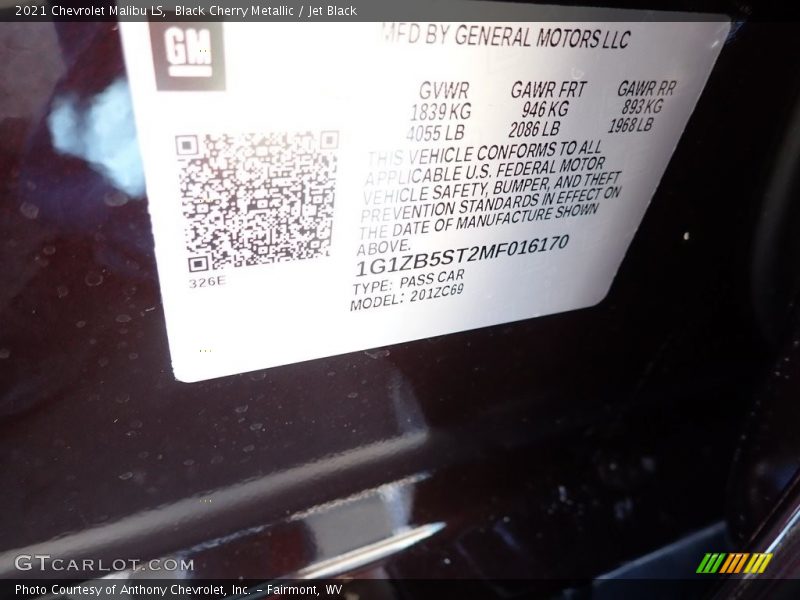 2021 Chevrolet Malibu LS, Black Cherry Metallic / Jet Black
GM
MFD BY GENERAL MOTORS LLC
GVWR GAWR FRT GAWR RR
1839 KG 946 KG 893 KG
4055 LB 2086 LB 1968 LB
THIS VEHICLE CONFORMS TO ALL
APPLICABLE U.S. FEDERAL MOTOR
VEHICLE SAFETY, BUMPER, AND THEFT
PREVENTION STANDARDS IN EFFECT ON
THE DATE OF MANUFACTURE SHOWN
ABOVE.
326E
1G1ZB5ST2MF016170
TYPE: PASS CAR
MODEL: 201ZC69
GTCARLOT.COM
Photo Courtesy of Anthony Chevrolet, Inc. – Fairmont, WV